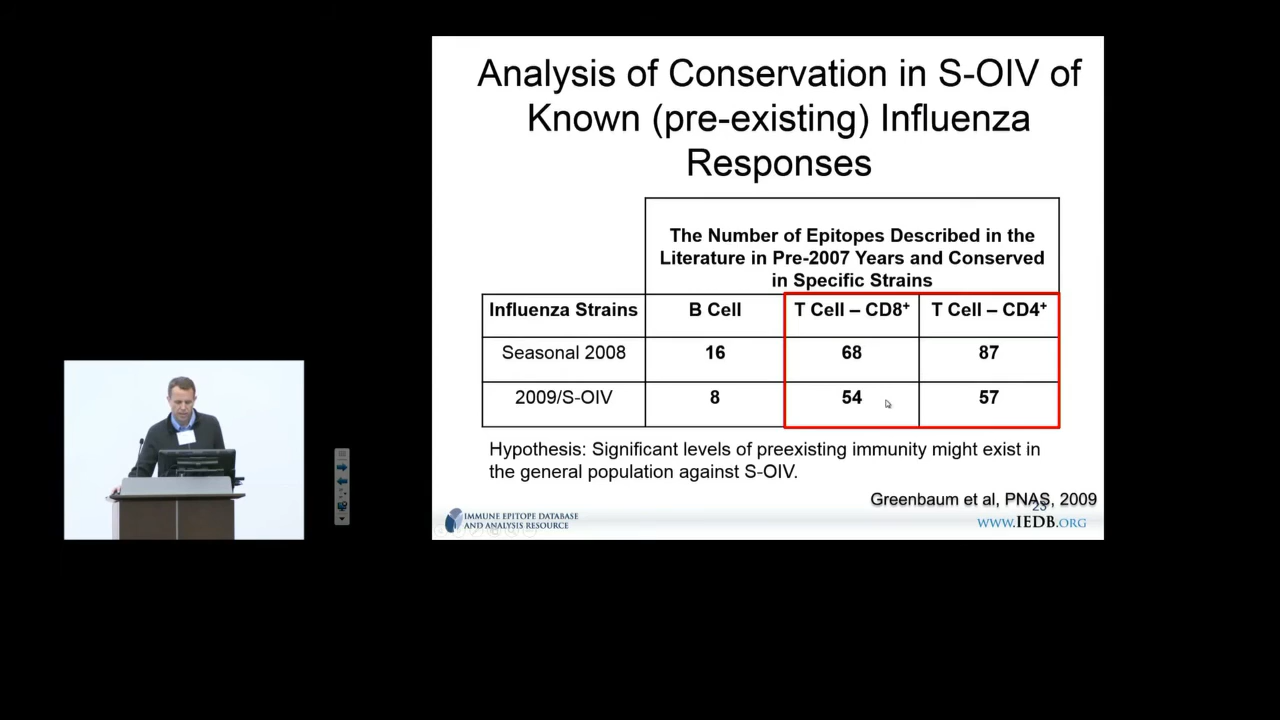 Analysis of Conservation in S-OIV of
Known (pre-existing) Influenza
Responses
The Number of Epitopes Described in the
Literature in Pre-2007 Years and Conserved
in Specific Strains
Influenza Strains B Cell T Cell – CD8+ T Cell – CD4+
Seasonal 2008 16 68 87
2009/S-OIV 8 54 57
Hypothesis: Significant levels of preexisting immunity might exist in
the general population against S-OIV.
Greenbaum et al, PNAS, 2009
23
IMMUNE EPITOPE DATABASE
AND ANALYSIS RESOURCE
WWW.IEDB.ORG